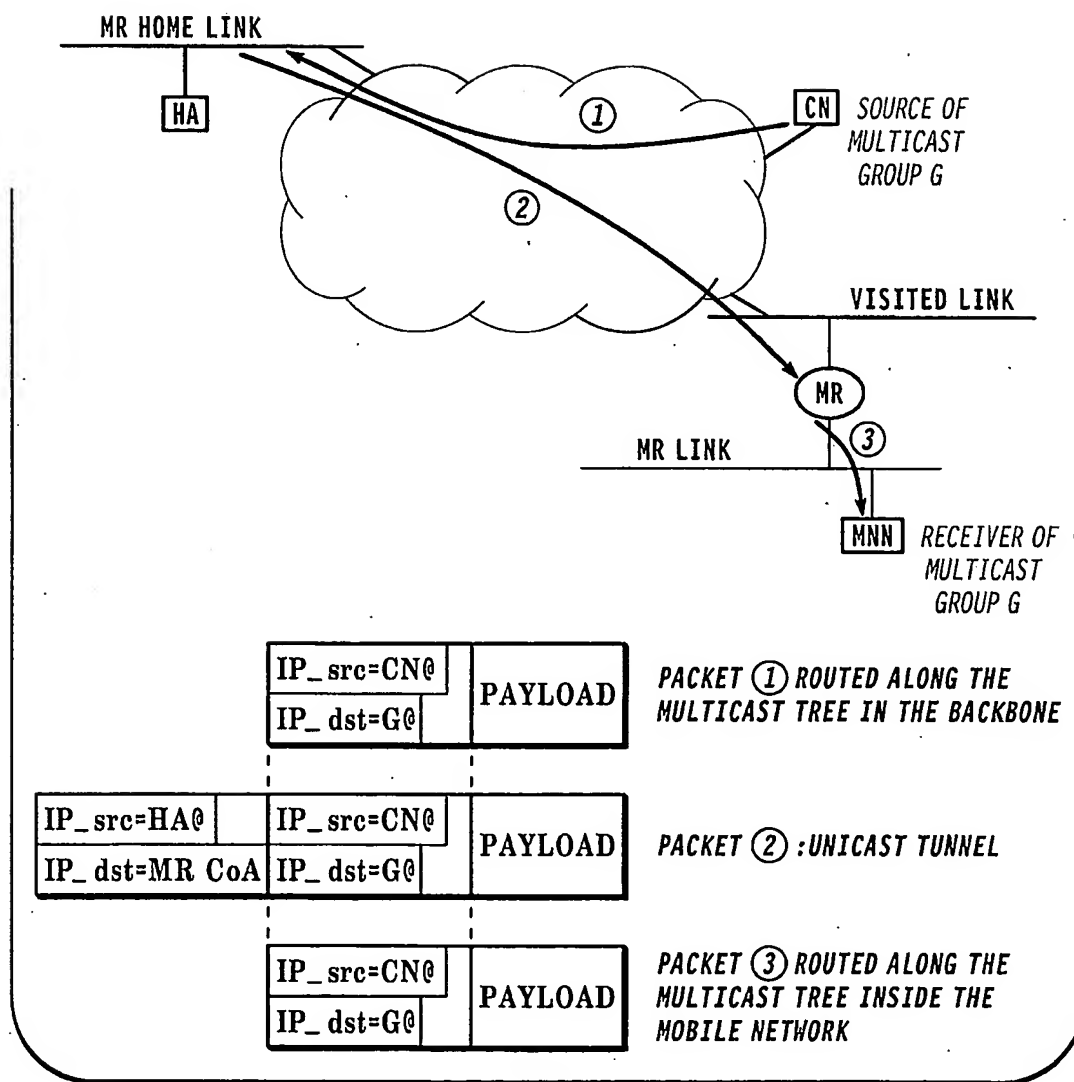 MR HOME LINK
HA
①
CN
SOURCE OF
MULTICAST
GROUP G
②
VISITED LINK
MR
③
MR LINK
MNN
RECEIVER OF
MULTICAST
GROUP G
IP_ src=CN@
IP_ dst=G@
PAYLOAD
PACKET ① ROUTED ALONG THE
MULTICAST TREE IN THE BACKBONE
IP_ src=HA@
IP_ dst=MR CoA
IP_ src=CN@
IP_ dst=G@
PAYLOAD
PACKET ② :UNICAST TUNNEL
IP_ src=CN@
IP_ dst=G@
PAYLOAD
PACKET ③ ROUTED ALONG THE
MULTICAST TREE INSIDE THE
MOBILE NETWORK